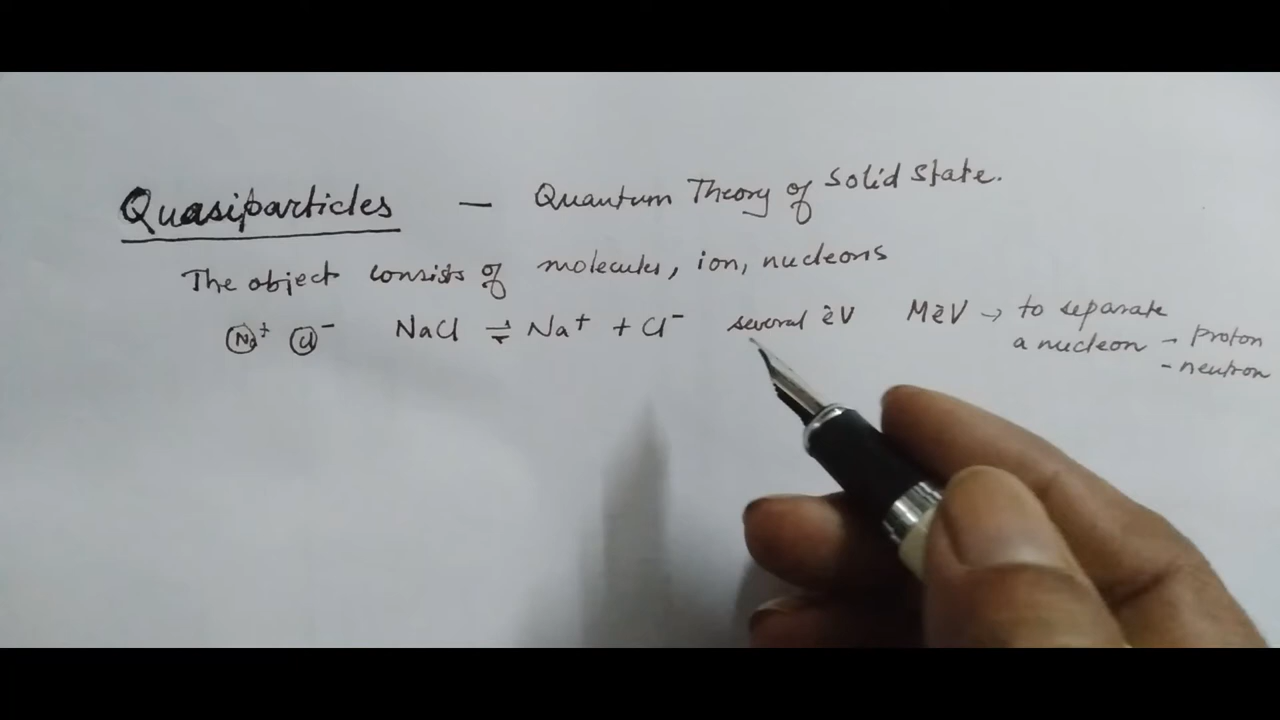 Quasiparticles — Quantum Theory of Solid State.
The object consists of molecules, ion, nucleons
Na⁺ Cl⁻ NaCl ⇌ Na⁺ + Cl⁻ several eV MeV → to separate
a nucleon → proton
- neutron